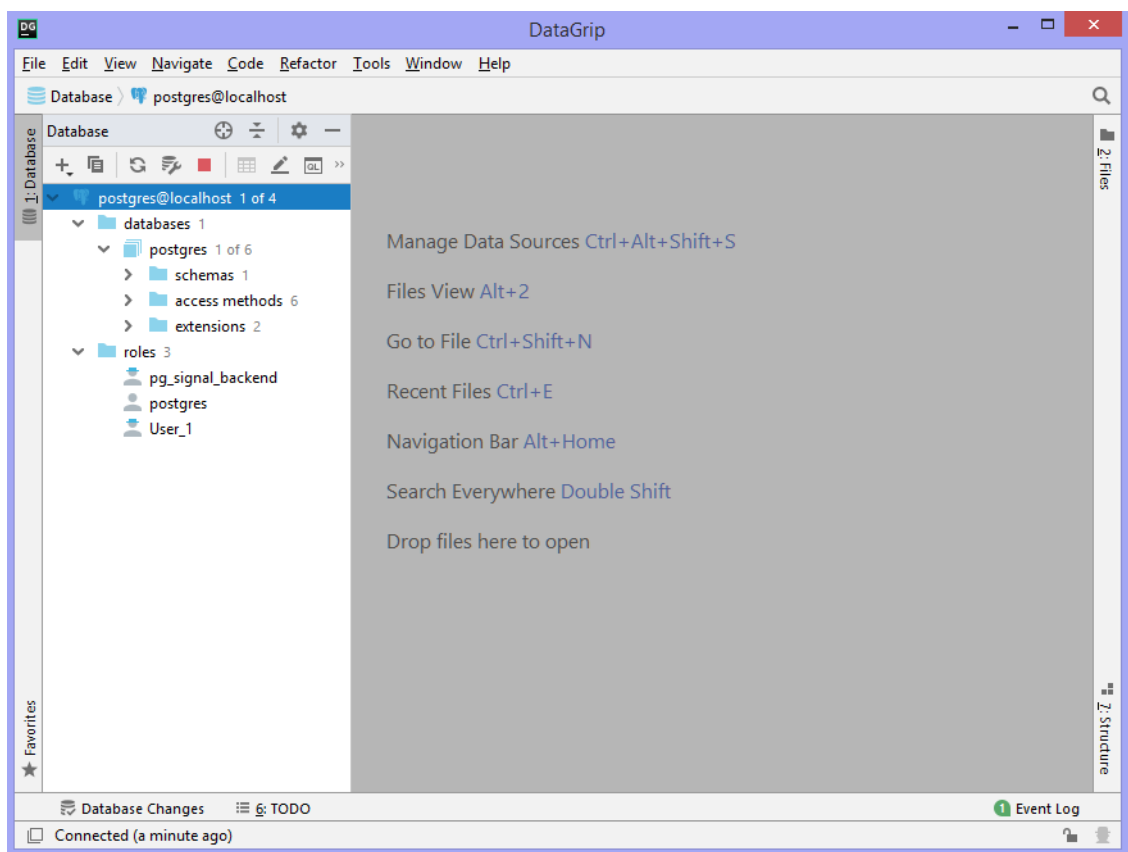 DG
DataGrip
File Edit View Navigate Code Refactor Tools Window Help
Database postgres@localhost
1: Database
Database
QL
postgres@localhost 1 of 4
databases 1
postgres 1 of 6
schemas 1
access methods 6
extensions 2
roles 3
pg_signal_backend
postgres
User_1
Manage Data Sources Ctrl+Alt+Shift+S
Files View Alt+2
Go to File Ctrl+Shift+N
Recent Files Ctrl+E
Navigation Bar Alt+Home
Search Everywhere Double Shift
Drop files here to open
2: Files
7: Structure
Favorites
Database Changes 6: TODO 1 Event Log
Connected (a minute ago)